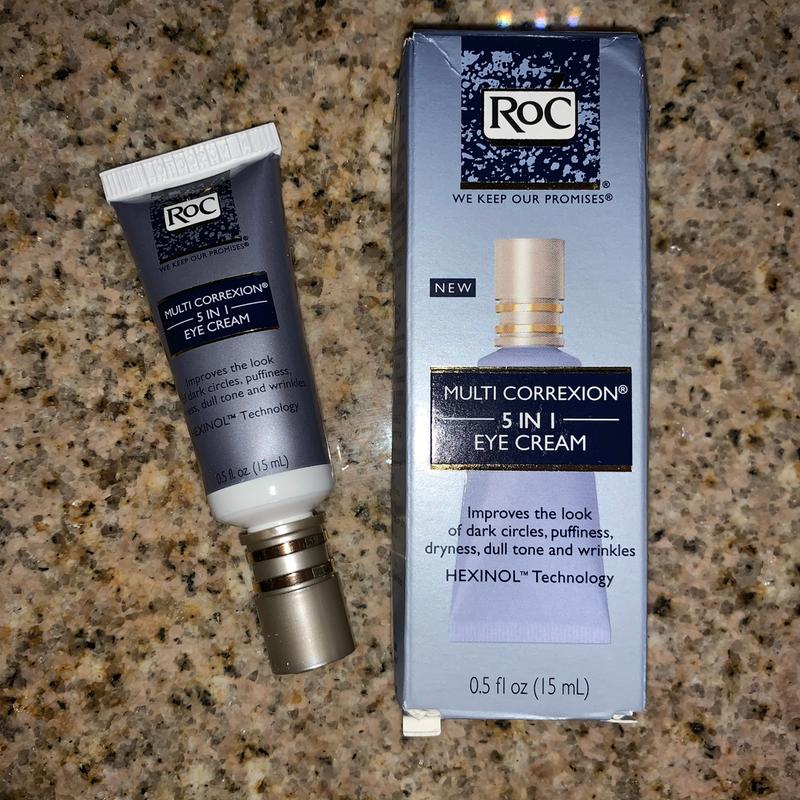 RoC
WE KEEP OUR PROMISES®
MULTI CORREXION®
5 IN 1
EYE CREAM
Improves the look
of dark circles, puffiness,
dull tone and wrinkles
HEXINOL™ Technology
0.5 fl oz (15 mL)
RoC®
WE KEEP OUR PROMISES®
NEW
MULTI CORREXION®
5 IN 1
EYE CREAM
Improves the look
of dark circles, puffiness,
dryness, dull tone and wrinkles
HEXINOL™ Technology
0.5 fl oz (15 mL)